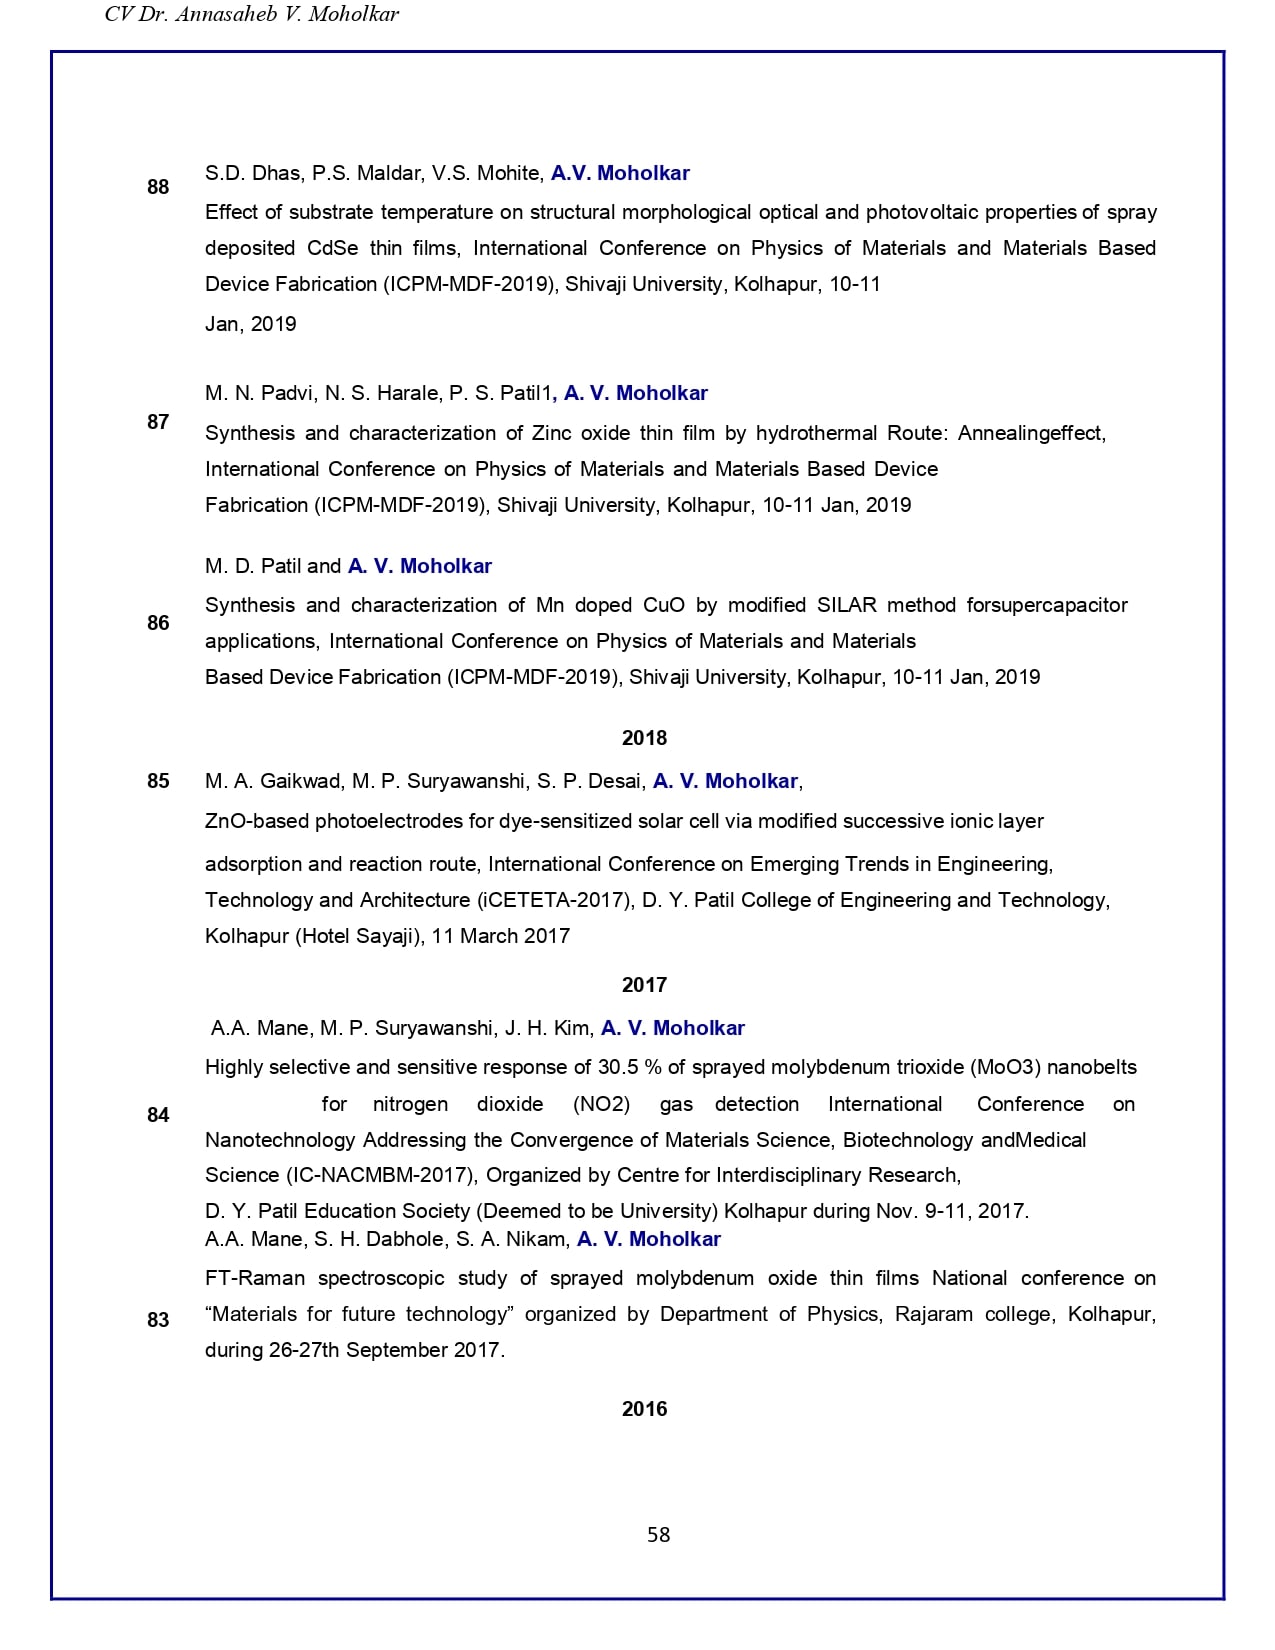 CV Dr. Annasaheb V. Moholkar
88
S.D. Dhas, P.S. Maldar, V.S. Mohite, A.V. Moholkar
Effect of substrate temperature on structural morphological optical and photovoltaic properties of spray
deposited CdSe thin films, International Conference on Physics of Materials and Materials Based
Device Fabrication (ICPM-MDF-2019), Shivaji University, Kolhapur, 10-11
Jan, 2019
87
M. N. Padvi, N. S. Harale, P. S. Patil1, A. V. Moholkar
Synthesis and characterization of Zinc oxide thin film by hydrothermal Route: Annealingeffect,
International Conference on Physics of Materials and Materials Based Device
Fabrication (ICPM-MDF-2019), Shivaji University, Kolhapur, 10-11 Jan, 2019
86
M. D. Patil and A. V. Moholkar
Synthesis and characterization of Mn doped CuO by modified SILAR method forsupercapacitor
applications, International Conference on Physics of Materials and Materials
Based Device Fabrication (ICPM-MDF-2019), Shivaji University, Kolhapur, 10-11 Jan, 2019
2018
85 M. A. Gaikwad, M. P. Suryawanshi, S. P. Desai, A. V. Moholkar,
ZnO-based photoelectrodes for dye-sensitized solar cell via modified successive ionic layer
adsorption and reaction route, International Conference on Emerging Trends in Engineering,
Technology and Architecture (iCETETA-2017), D. Y. Patil College of Engineering and Technology,
Kolhapur (Hotel Sayaji), 11 March 2017
2017
84
A.A. Mane, M. P. Suryawanshi, J. H. Kim, A. V. Moholkar
Highly selective and sensitive response of 30.5 % of sprayed molybdenum trioxide (MoO3) nanobelts
for nitrogen dioxide (NO2) gas detection International Conference on
Nanotechnology Addressing the Convergence of Materials Science, Biotechnology andMedical
Science (IC-NACMBM-2017), Organized by Centre for Interdisciplinary Research,
D. Y. Patil Education Society (Deemed to be University) Kolhapur during Nov. 9-11, 2017.
83
A.A. Mane, S. H. Dabhole, S. A. Nikam, A. V. Moholkar
FT-Raman spectroscopic study of sprayed molybdenum oxide thin films National conference on
“Materials for future technology” organized by Department of Physics, Rajaram college, Kolhapur,
during 26-27th September 2017.
2016
58